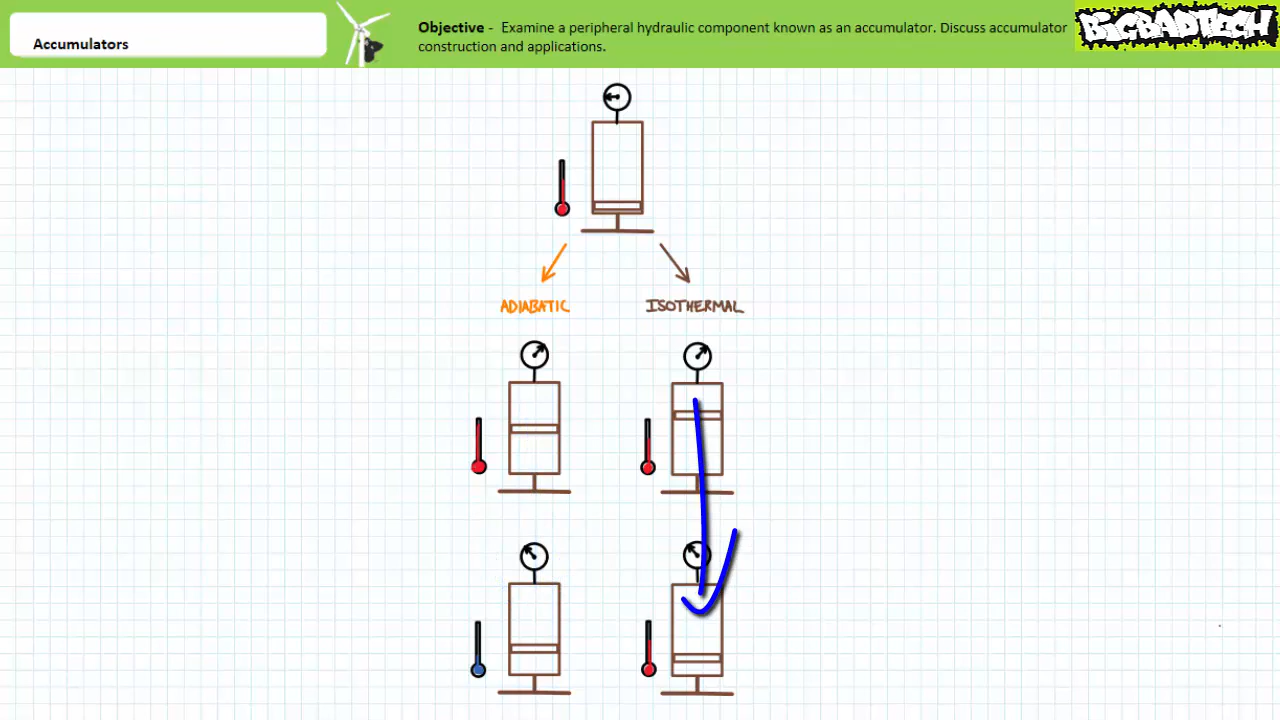 Accumulators
Objective - Examine a peripheral hydraulic component known as an accumulator. Discuss accumulator
construction and applications.
BIGBADTECH
ADIABATIC
ISOTHERMAL